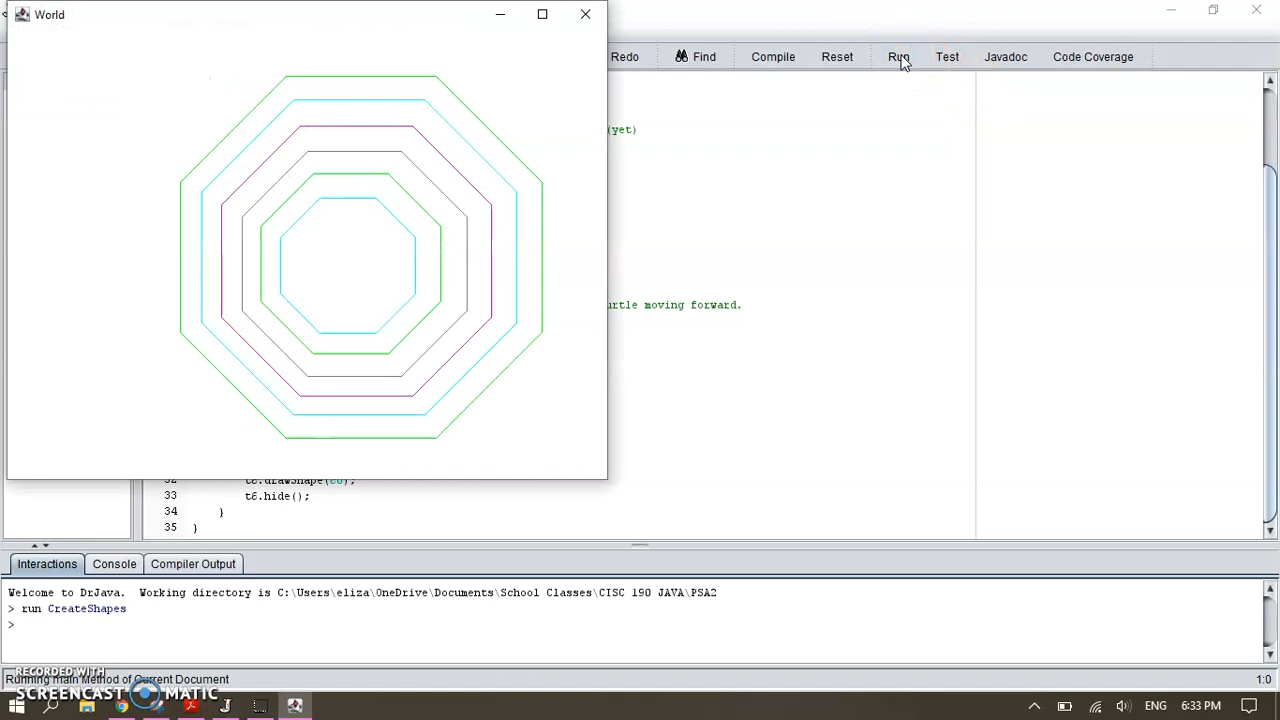 World
Redo
Find
Compile
Reset
Run
Test
Javadoc
Code Coverage
(yet)
urtle moving forward.
33 t6.hide();
34 }
35 }
Interactions
Console
Compiler Output
Welcome to DrJava. Working directory is C:\Users\eliza\OneDrive\Documents\School Classes\CISC 190 JAVA\PSA2
> run CreateShapes
>
RECORDED WITH
Running main Method of Current Document
1:0
SCREENCAST MATIC
ENG
6:33 PM